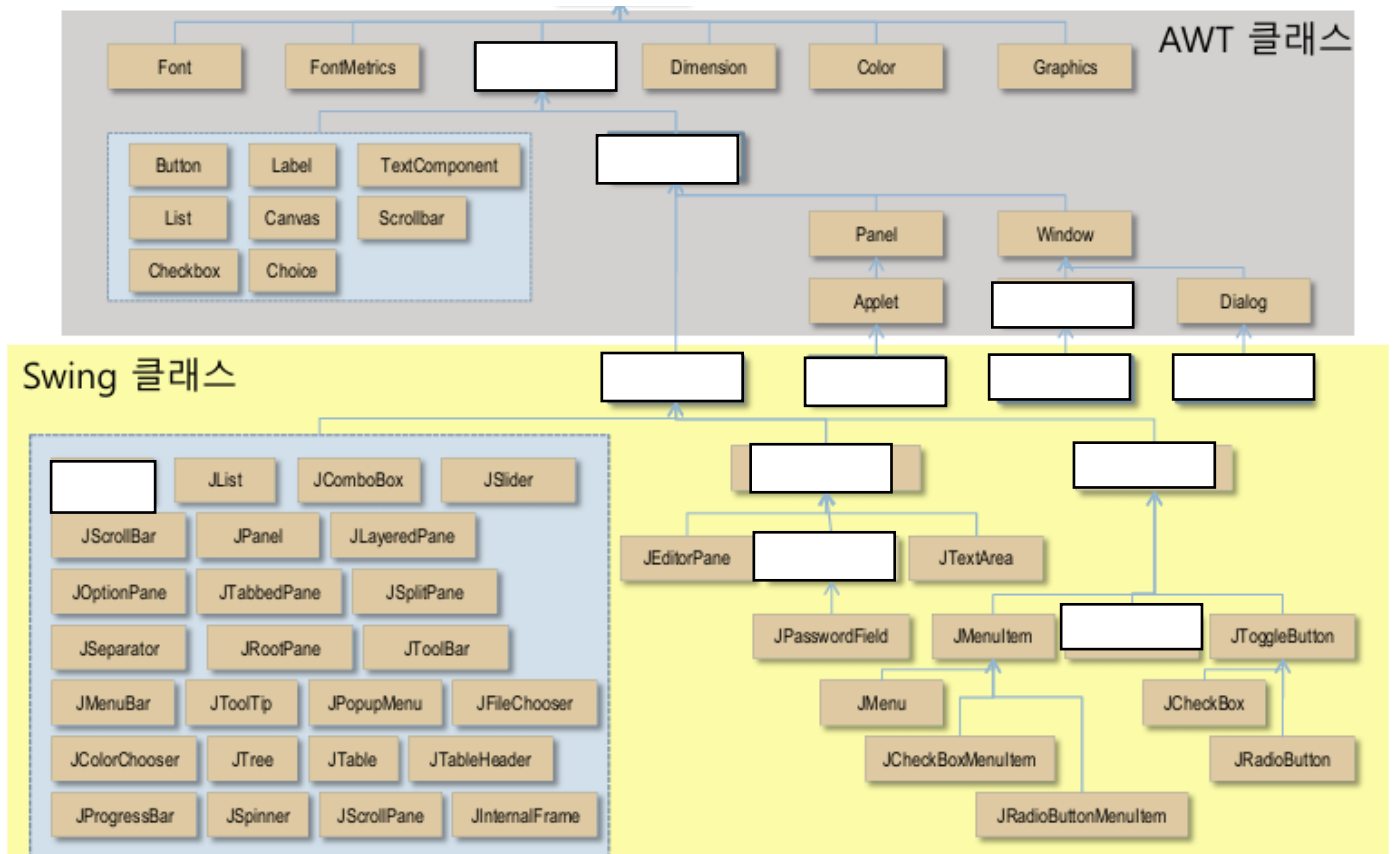 AWT 클래스
Font FontMetrics Dimension Color Graphics
Button Label TextComponent
List Canvas Scrollbar
Checkbox Choice
Panel Window
Applet Dialog
Swing 클래스
JList JComboBox JSlider
JScrollBar JPanel JLayeredPane
JOptionPane JTabbedPane JSplitPane
JSeparator JRootPane JToolBar
JMenuBar JToolTip JPopupMenu JFileChooser
JColorChooser JTree JTable JTableHeader
JProgressBar JSpinner JScrollPane JInternalFrame
JEditorPane JTextArea
JPasswordField JMenuItem JToggleButton
JMenu JCheckBox
JCheckBoxMenuItem JRadioButton
JRadioButtonMenuItem